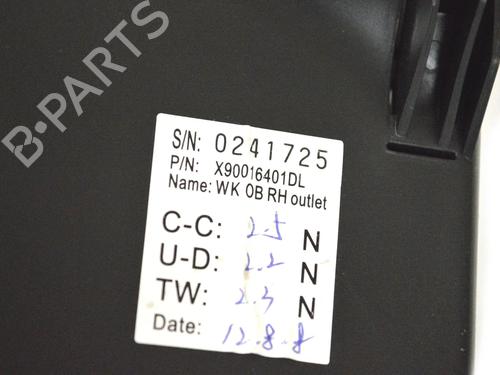 B-PARTS
S/N: 0241725
P/N: X90016401DL
Name: WK OB RH outlet
C-C: 2.5 N
U-D: 2.2 N
TW: 2.3 N
Date: 12.8.8